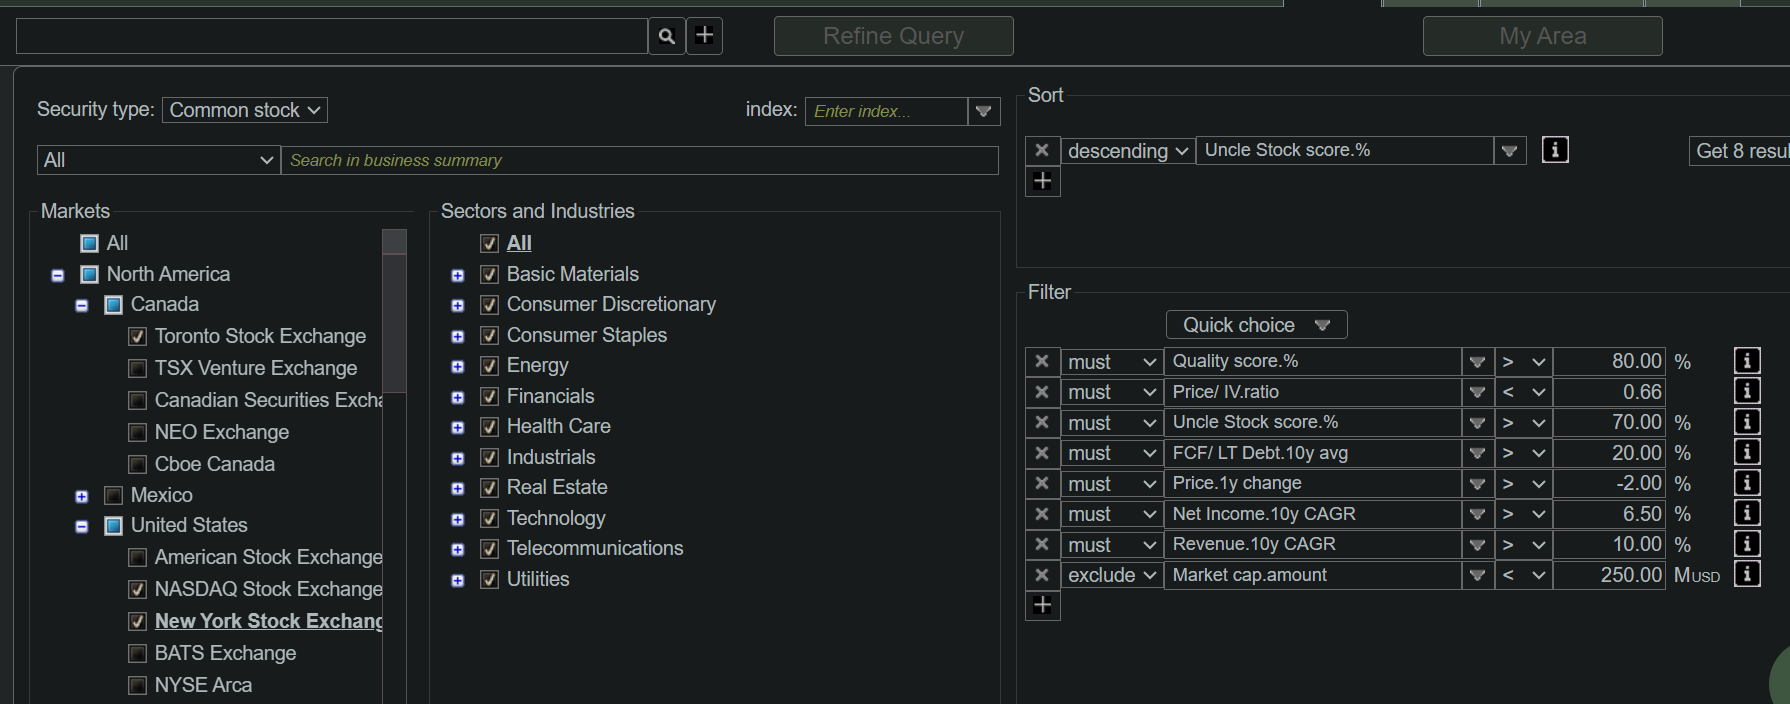 Refine Query
My Area
Security type: Common stock
index: Enter index...
All
Search in business summary
Markets
All
North America
Canada
Toronto Stock Exchange
TSX Venture Exchange
Canadian Securities Excha
NEO Exchange
Cboe Canada
Mexico
United States
American Stock Exchange
NASDAQ Stock Exchange
New York Stock Exchang
BATS Exchange
NYSE Arca
Sectors and Industries
All
Basic Materials
Consumer Discretionary
Consumer Staples
Energy
Financials
Health Care
Industrials
Real Estate
Technology
Telecommunications
Utilities
Sort
descending Uncle Stock score.%
Get 8 resul
Filter
Quick choice
must Quality score.% > 80.00 %
must Price/ IV.ratio < 0.66
must Uncle Stock score.% > 70.00 %
must FCF/ LT Debt.10y avg > 20.00 %
must Price.1y change > -2.00 %
must Net Income.10y CAGR > 6.50 %
must Revenue.10y CAGR > 10.00 %
exclude Market cap.amount < 250.00 MUSD